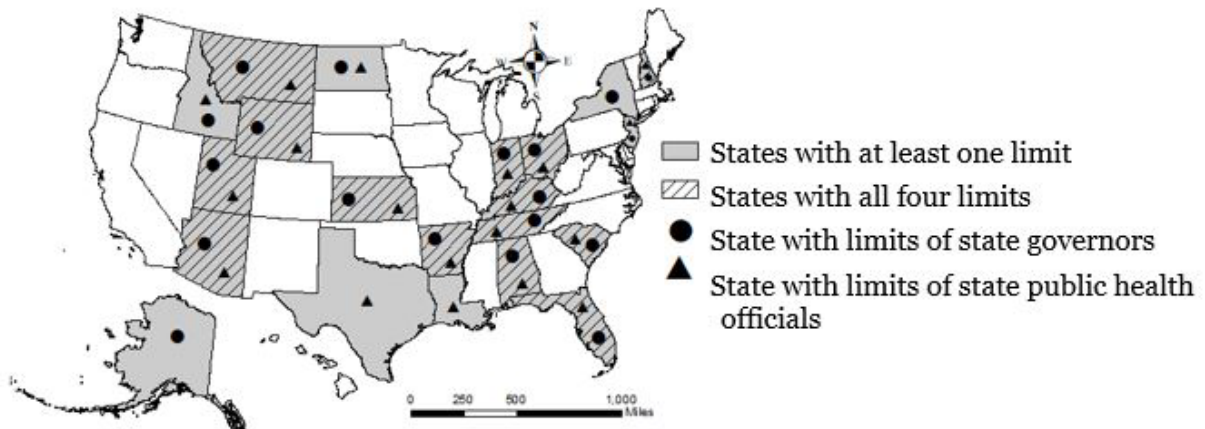 N
W E
S
States with at least one limit
States with all four limits
State with limits of state governors
State with limits of state public health
officials
0 250 500 1,000
Miles